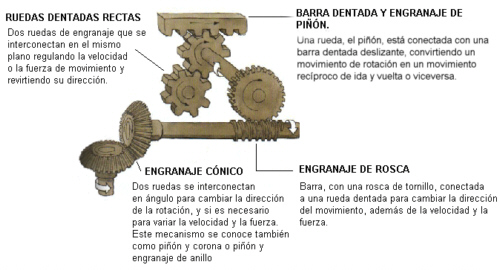 RUEDAS DENTADAS RECTAS
Dos ruedas de engranaje que se
interconectan en el mismo
plano regulando la velocidad
o la fuerza de movimiento y
revirtiendo su dirección.
BARRA DENTADA Y ENGRANAJE DE
PIÑÓN.
Una rueda, el piñón, está conectada con una
barra dentada deslizante, convirtiendo un
movimiento de rotación en un movimiento
recíproco de ida y vuelta o viceversa.
ENGRANAJE CÓNICO
Dos ruedas se interconectan
en ángulo para cambiar la dirección
de la rotación, y si es necesario
para variar la velocidad y la fuerza.
Este mecanismo se conoce también
como piñón y corona o piñón y
engranaje de anillo
ENGRANAJE DE ROSCA
Barra, con una rosca de tornillo, conectada
a una rueda dentada para cambiar la dirección
del movimiento, además de la velocidad y la
fuerza.